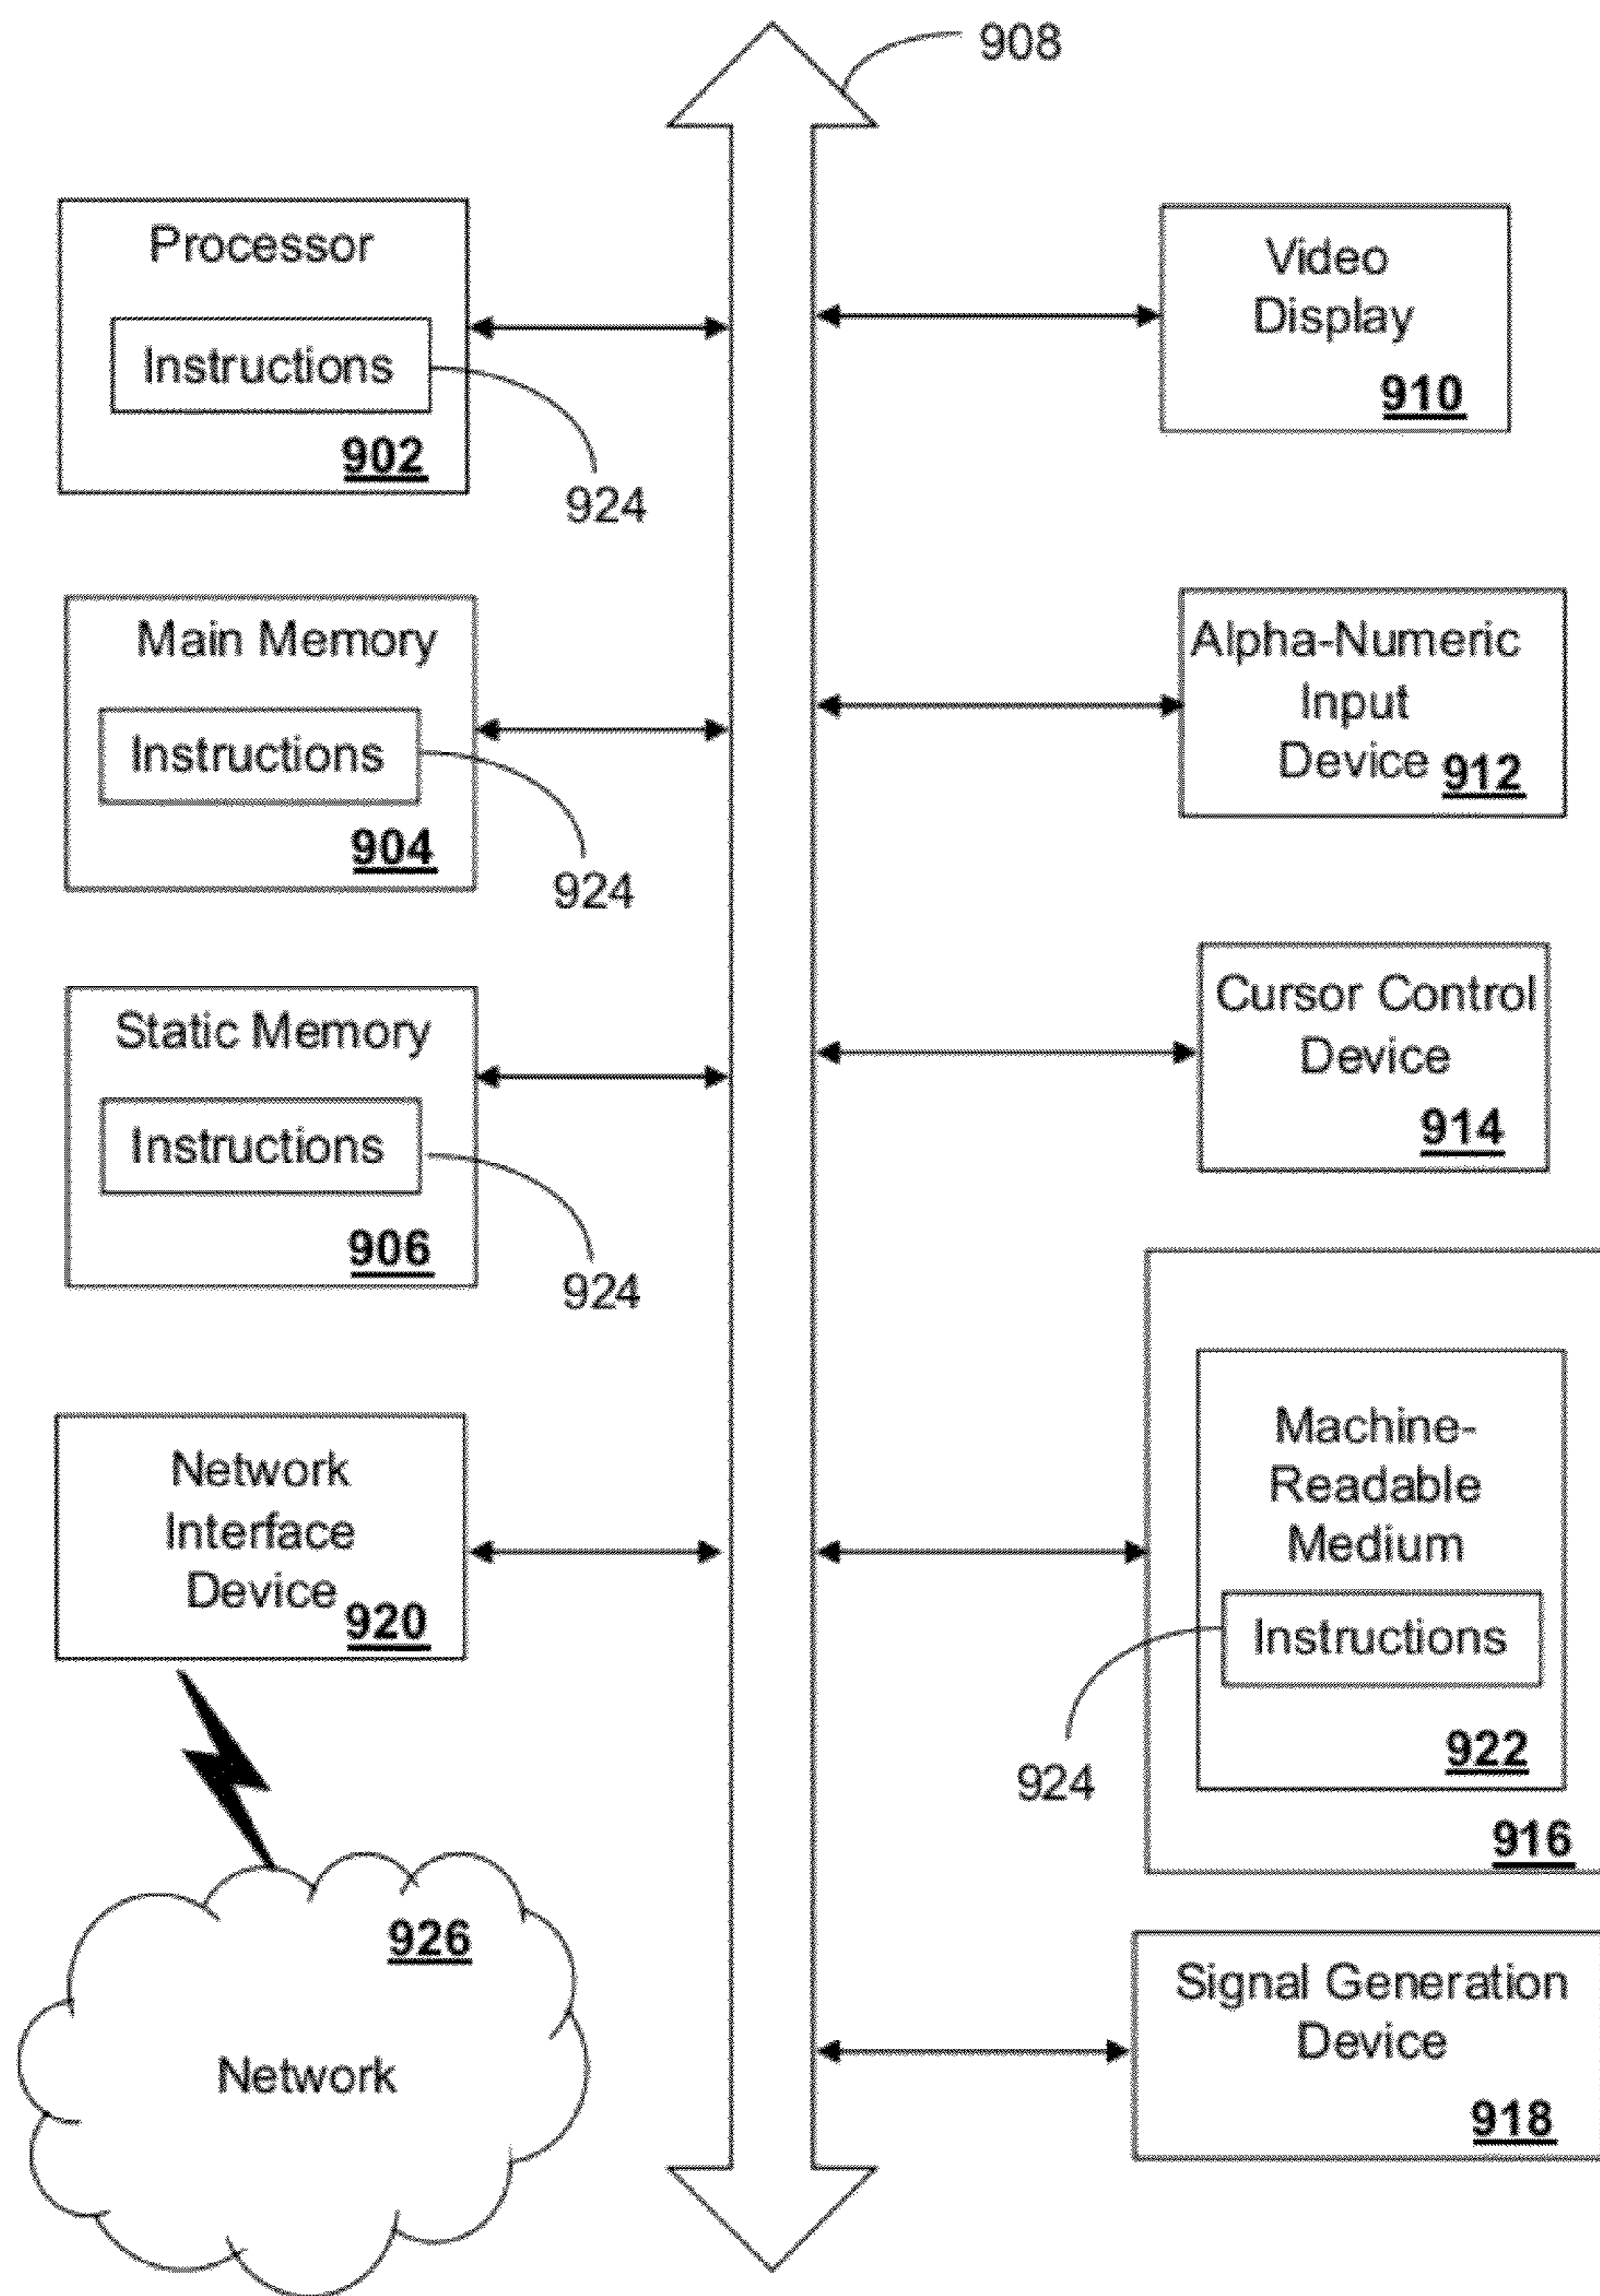 908
Processor
Instructions
902
924
Main Memory
Instructions
904
924
Static Memory
Instructions
906
924
Network
Interface
Device
920
926
Network
Video
Display
910
Alpha-Numeric
Input
Device
912
Cursor Control
Device
914
Machine-
Readable
Medium
Instructions
922
924
916
Signal Generation
Device
918